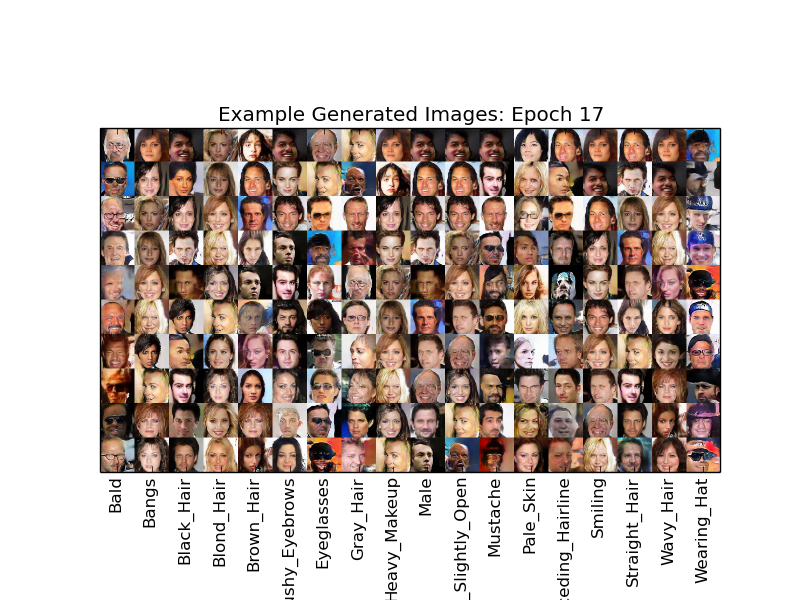 Example Generated Images: Epoch 17
Bald
Bangs
Black_Hair
Blond_Hair
Brown_Hair
ushy_Eyebrows
Eyeglasses
Gray_Hair
Heavy_Makeup
Male
_Slightly_Open
Mustache
Pale_Skin
ceding_Hairline
Smiling
Straight_Hair
Wavy_Hair
Wearing_Hat